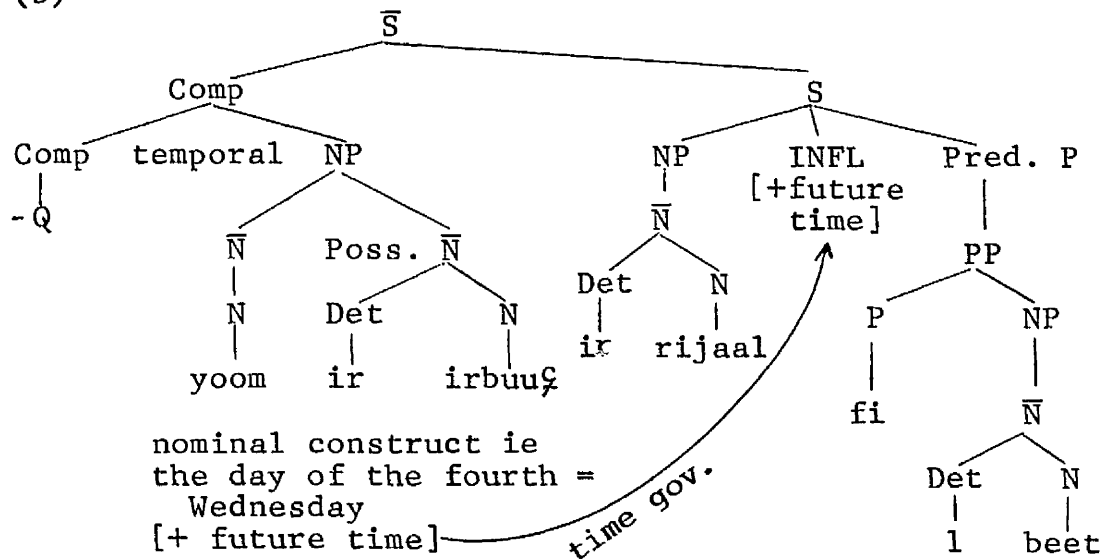 S̄
Comp S
Comp temporal NP NP INFL Pred. P
[+future
-Q N̄ time]
N̄ Poss. N̄ PP
Det N
N Det N P NP
ir rijaal
yoom ir irbuuç
fi N̄
nominal construct ie
the day of the fourth =
Wednesday Det N
[+ future time] time gov.
l beet